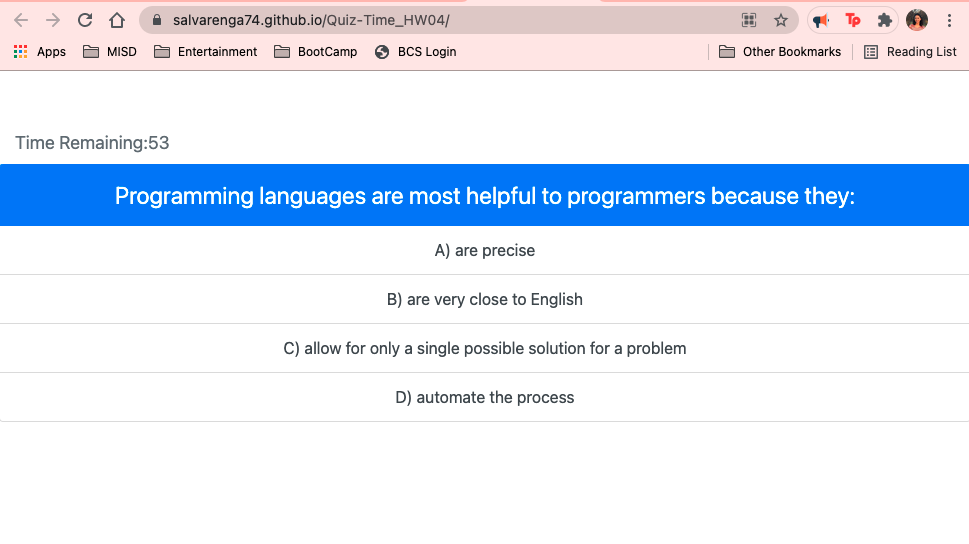 salvarenga74.github.io/Quiz-Time_HW04/
Tp
Apps MISD Entertainment BootCamp BCS Login Other Bookmarks Reading List
Time Remaining:53
Programming languages are most helpful to programmers because they:
A) are precise
B) are very close to English
C) allow for only a single possible solution for a problem
D) automate the process